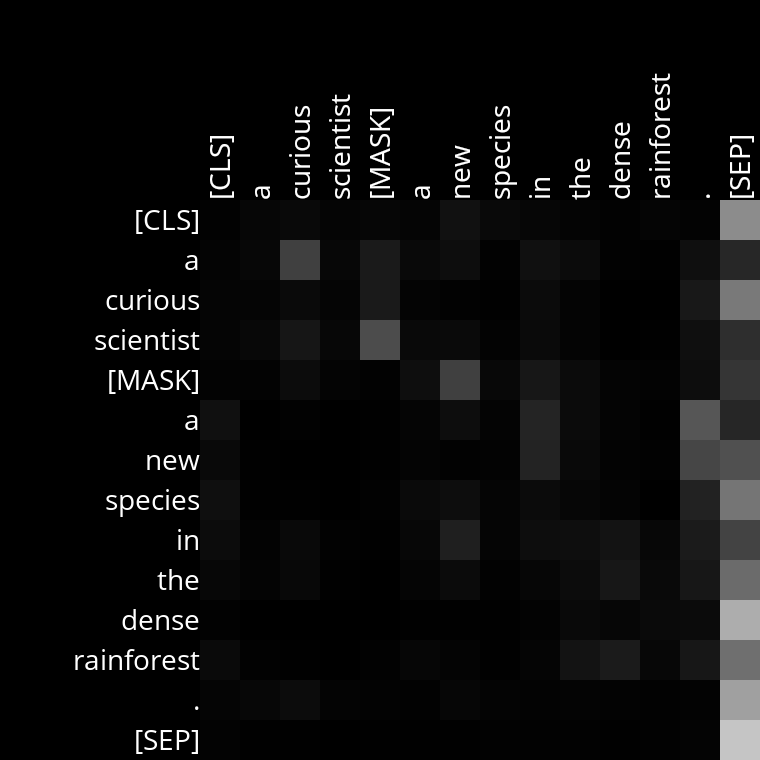 [CLS] a curious scientist [MASK] a new species in the dense rainforest . [SEP]
[CLS]
a
curious
scientist
[MASK]
a
new
species
in
the
dense
rainforest
.
[SEP]